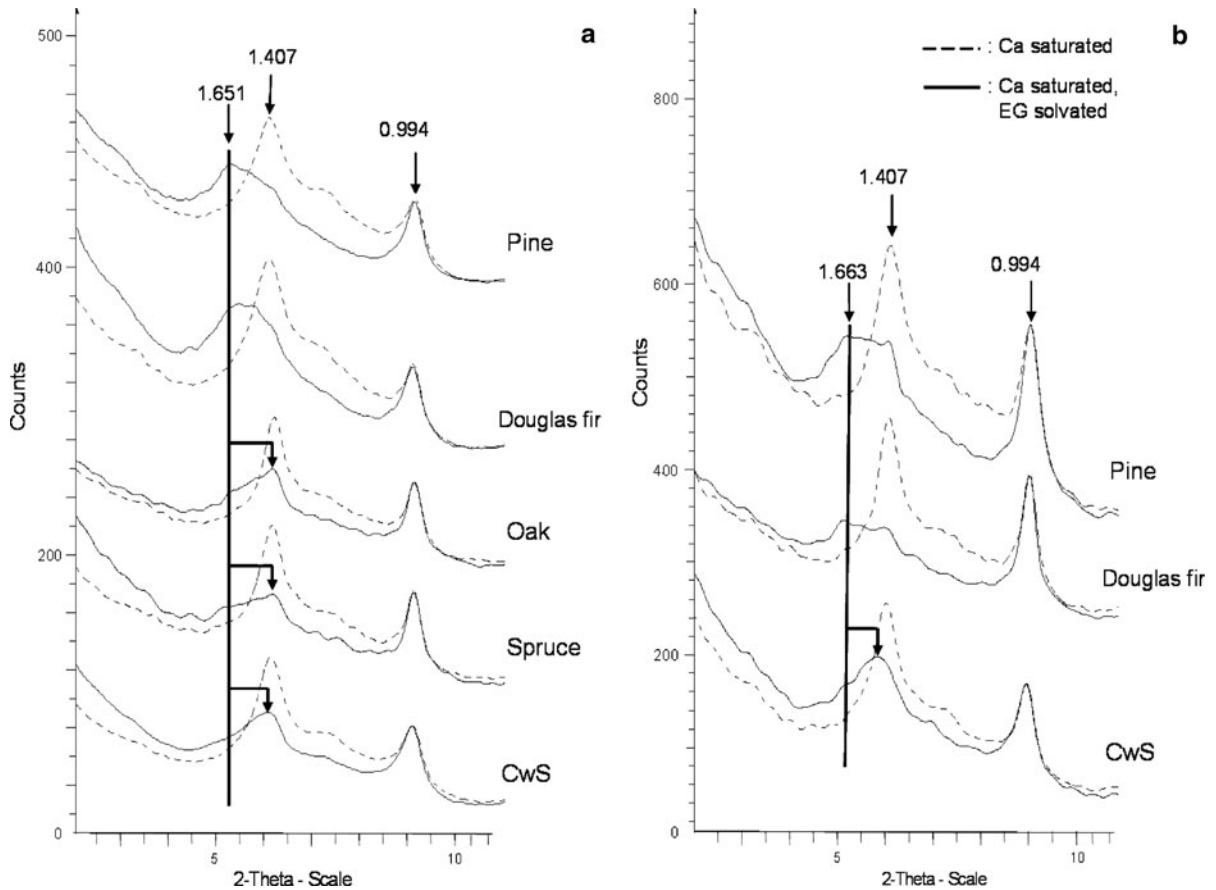 500
400
200
0
Counts
a
1.651
1.407
0.994
Pine
Douglas fir
Oak
Spruce
CwS
5
10
2-Theta - Scale
b
: Ca saturated
: Ca saturated,
EG solvated
800
600
400
200
0
Counts
1.663
1.407
0.994
Pine
Douglas fir
CwS
5
10
2-Theta - Scale